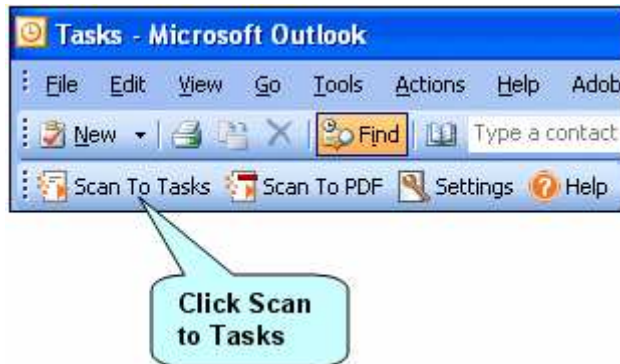 Tasks - Microsoft Outlook
File Edit View Go Tools Actions Help Adob
New Find Type a contact
Scan To Tasks Scan To PDF Settings Help
Click Scan
to Tasks